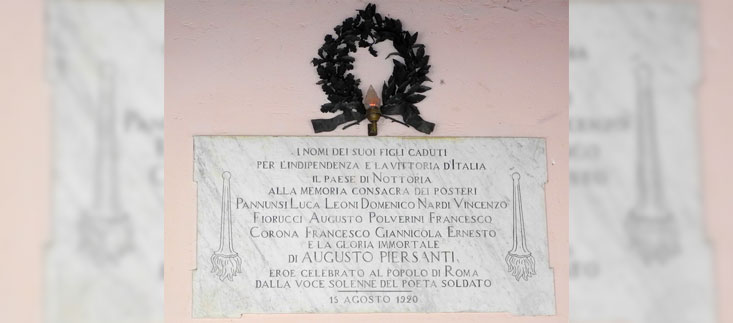 I NOMI DEI SUOI FIGLI CADUTI
PER L'INDIPENDENZA E LA VITTORIA D'ITALIA
IL PAESE DI NOTTORIA
ALLA MEMORIA CONSACRA DEI POSTERI
PANNUNSI LUCA LEONI DOMENICO NARDI VINCENZO
FIORUCCI AUGUSTO POLVERINI FRANCESCO
CORONA FRANCESCO GIANNICOLA ERNESTO
E LA GLORIA IMMORTALE
DI AUGUSTO PIERSANTI,
EROE CELEBRATO AL POPOLO DI ROMA
DALLA VOCE SOLENNE DEL POETA SOLDATO
15 AGOSTO 1920